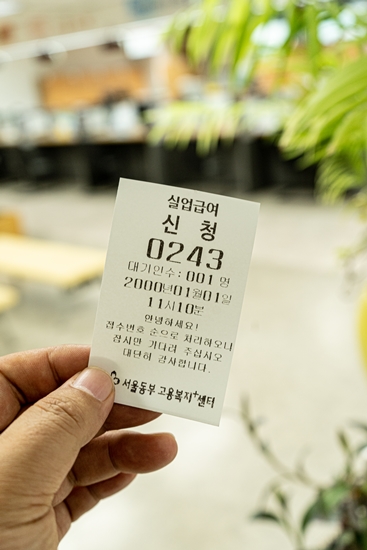 실업급여
신 청
0243
대기인수: 001 명
2000년01월01일
11시10분
안녕하세요!
접수번호 순으로 처리하오니
잠시만 기다려 주십시오
대단히 감사합니다.
서울동부 고용복지+센터